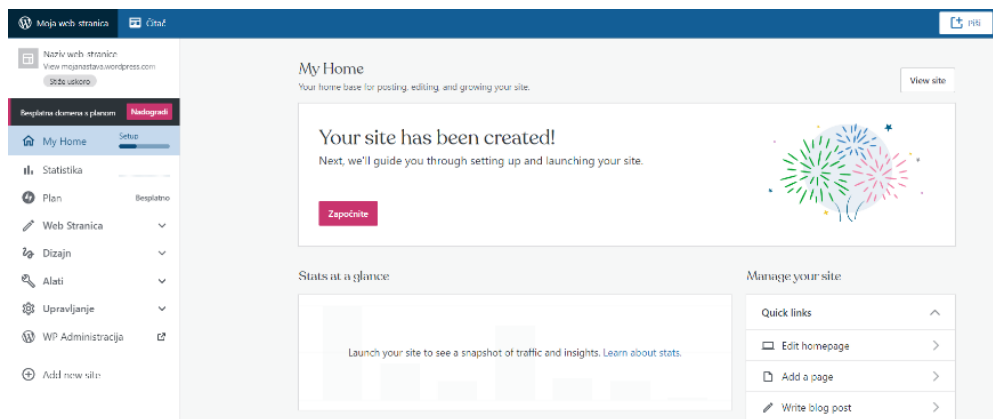 Moja web stranica
Čitač
Piši
Naziv web stranice
View mojanastava.wordpress.com
Stiže uskoro
Besplatna domena s planom
Nadogradi
My Home
Setup
Statistika
Plan
Besplatno
Web Stranica
Dizajn
Alati
Upravljanje
WP Administracija
Add new site
My Home
Your home base for posting, editing, and growing your site.
View site
Your site has been created!
Next, we'll guide you through setting up and launching your site.
Započnite
Stats at a glance
Launch your site to see a snapshot of traffic and insights. Learn about stats.
Manage your site
Quick links
Edit homepage
Add a page
Write blog post